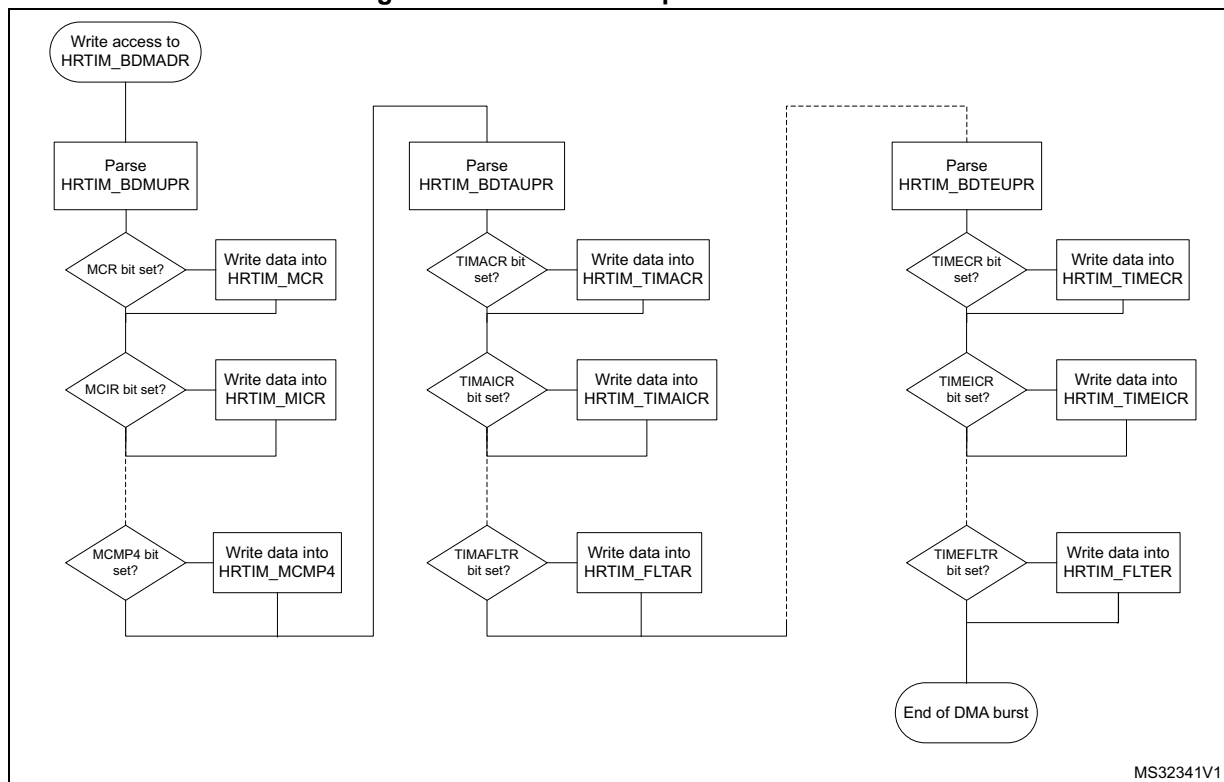 Write access to
HRTIM_BDMADR
Parse
HRTIM_BDMUPR
MCR bit set?
Write data into
HRTIM_MCR
MCIR bit set?
Write data into
HRTIM_MICR
MCMP4 bit
set?
Write data into
HRTIM_MCMP4
Parse
HRTIM_BDTAUPR
TIMACR bit
set?
Write data into
HRTIM_TIMACR
TIMAICR
bit set?
Write data into
HRTIM_TIMAICR
TIMAFLTR
bit set?
Write data into
HRTIM_FLTAR
Parse
HRTIM_BDTEUPR
TIMECR bit
set?
Write data into
HRTIM_TIMECR
TIMEICR
bit set?
Write data into
HRTIM_TIMEICR
TIMEFLTR
bit set?
Write data into
HRTIM_FLTER
End of DMA burst
MS32341V1